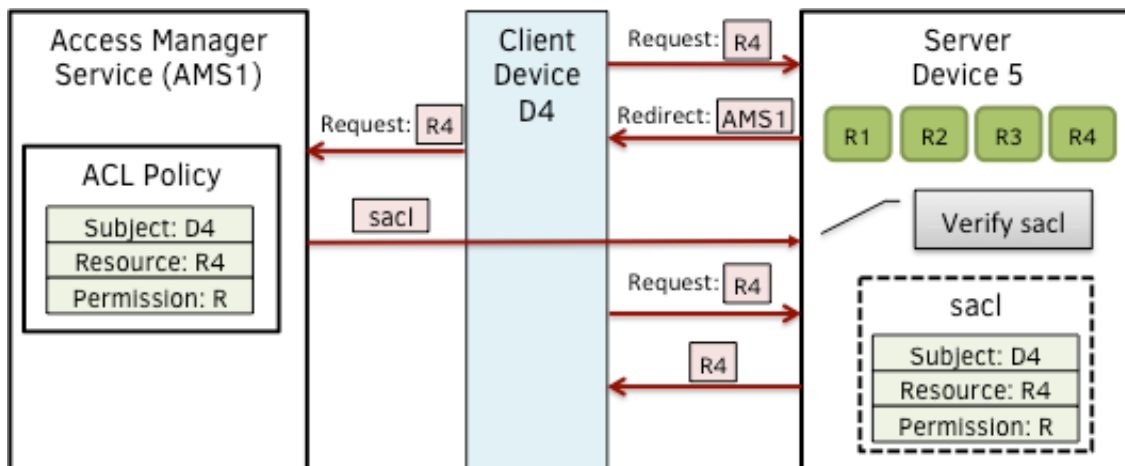 Access Manager
Service (AMS1)
Client
Device
D4
Server
Device 5
Request: R4
Redirect: AMS1
Request: R4
R1 R2 R3 R4
ACL Policy
Subject: D4
Resource: R4
Permission: R
sacl
Verify sacl
Request: R4
R4
sacl
Subject: D4
Resource: R4
Permission: R